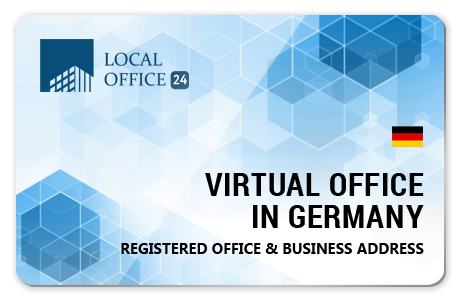 LOCAL
OFFICE 24
VIRTUAL OFFICE
IN GERMANY
REGISTERED OFFICE & BUSINESS ADDRESS